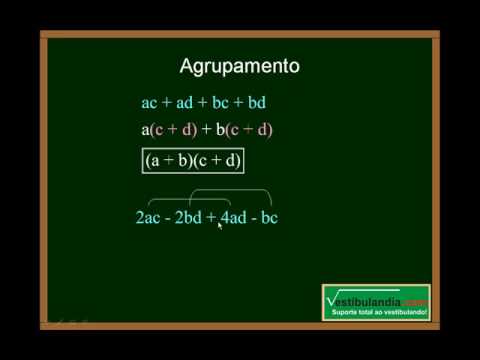 Agrupamento
ac + ad + bc + bd
a(c + d) + b(c + d)
(a + b)(c + d)
2ac - 2bd + 4ad - bc
Vestibulandia.com
Suporte total ao vestibulando!